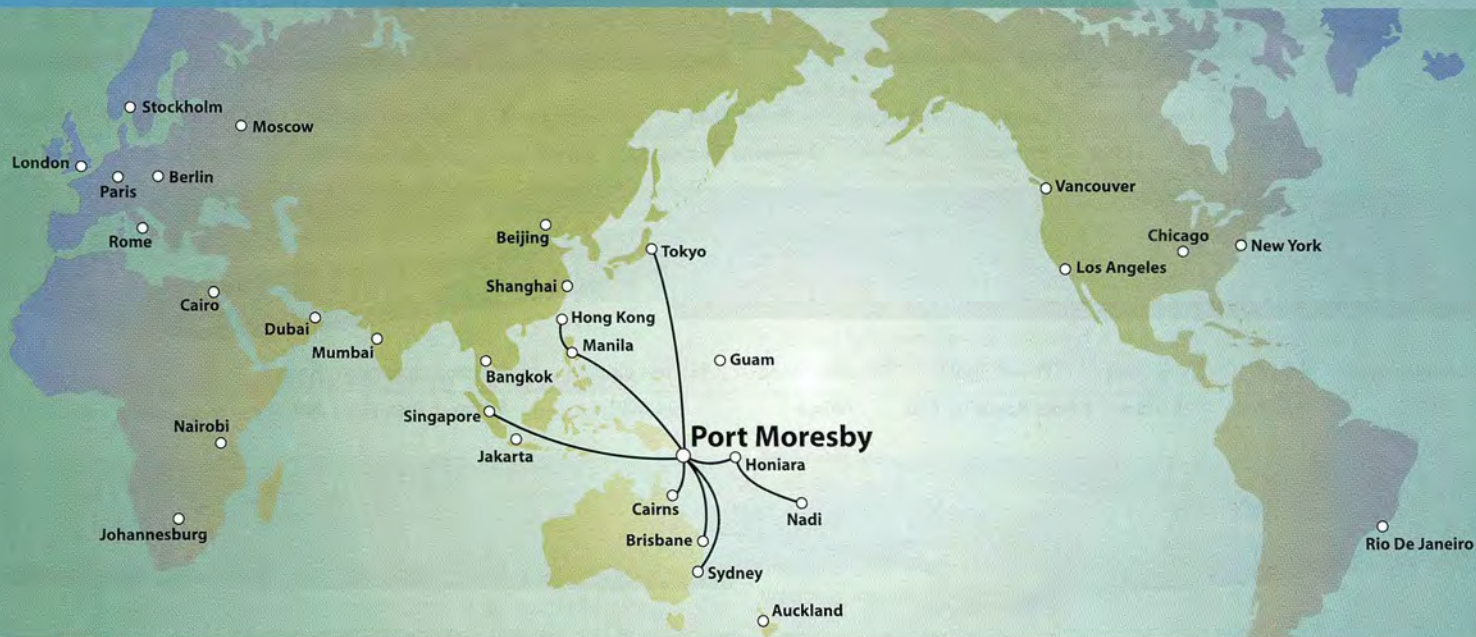 Stockholm
Moscow
London
Paris
Berlin
Rome
Vancouver
Beijing
Tokyo
Chicago
New York
Los Angeles
Cairo
Shanghai
Dubai
Hong Kong
Mumbai
Manila
Bangkok
Guam
Singapore
Nairobi
Jakarta
Port Moresby
Honiara
Cairns
Nadi
Johannesburg
Brisbane
Rio De Janeiro
Sydney
Auckland